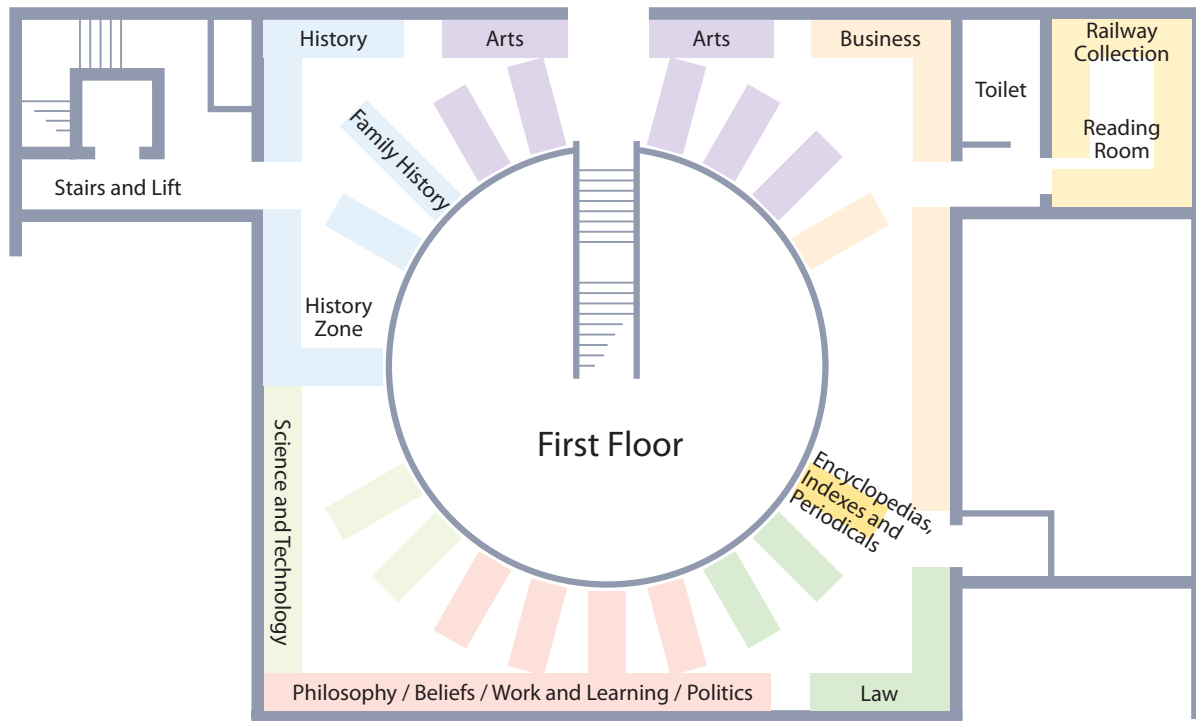 History
Arts
Arts
Business
Railway
Collection
Toilet
Reading
Room
Family History
Stairs and Lift
History
Zone
Science and Technology
First Floor
Encyclopedias,
Indexes and
Periodicals
Philosophy / Beliefs / Work and Learning / Politics
Law